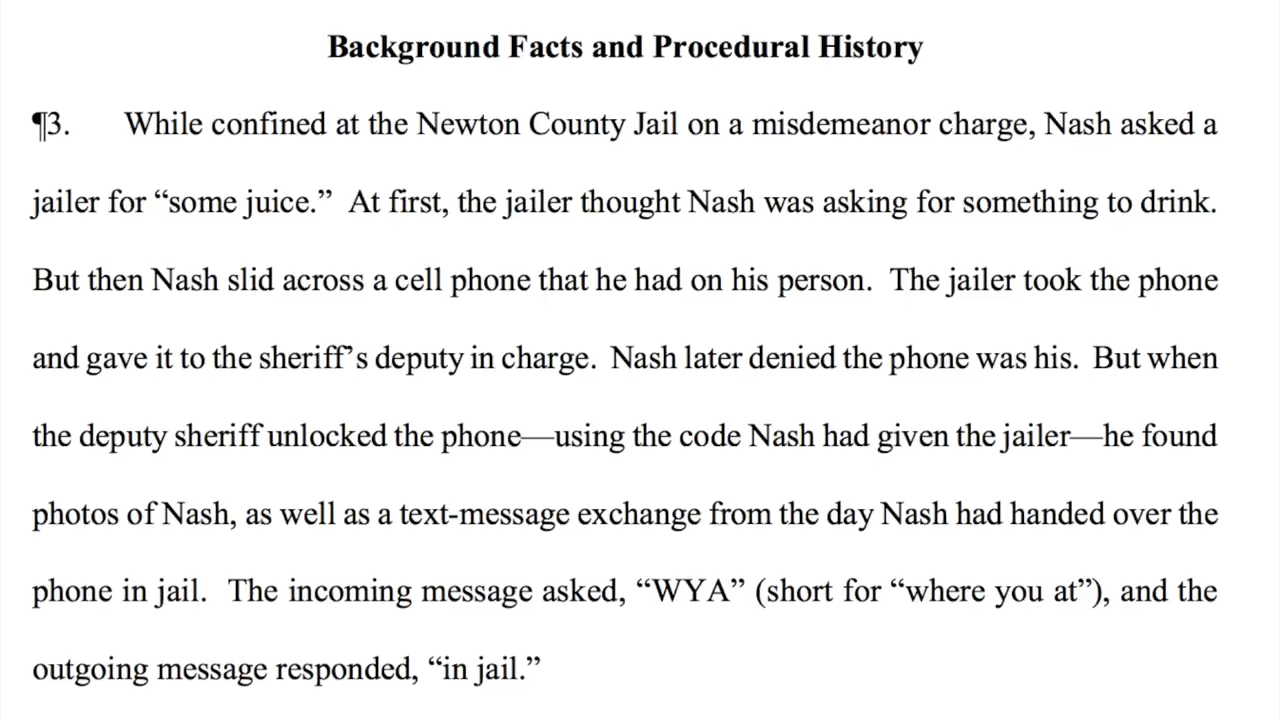 Background Facts and Procedural History
¶3. While confined at the Newton County Jail on a misdemeanor charge, Nash asked a
jailer for “some juice.” At first, the jailer thought Nash was asking for something to drink.
But then Nash slid across a cell phone that he had on his person. The jailer took the phone
and gave it to the sheriff’s deputy in charge. Nash later denied the phone was his. But when
the deputy sheriff unlocked the phone—using the code Nash had given the jailer—he found
photos of Nash, as well as a text-message exchange from the day Nash had handed over the
phone in jail. The incoming message asked, “WYA” (short for “where you at”), and the
outgoing message responded, “in jail.”